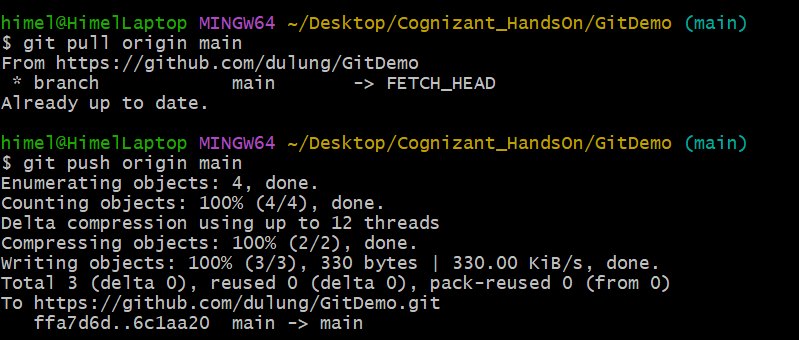 himel@HimelLaptop MINGW64 ~/Desktop/Cognizant_HandsOn/GitDemo (main)
$ git pull origin main
From https://github.com/dulung/GitDemo
 * branch            main       -> FETCH_HEAD
Already up to date.

himel@HimelLaptop MINGW64 ~/Desktop/Cognizant_HandsOn/GitDemo (main)
$ git push origin main
Enumerating objects: 4, done.
Counting objects: 100% (4/4), done.
Delta compression using up to 12 threads
Compressing objects: 100% (2/2), done.
Writing objects: 100% (3/3), 330 bytes | 330.00 KiB/s, done.
Total 3 (delta 0), reused 0 (delta 0), pack-reused 0 (from 0)
To https://github.com/dulung/GitDemo.git
   ffa7d6d..6c1aa20  main -> main